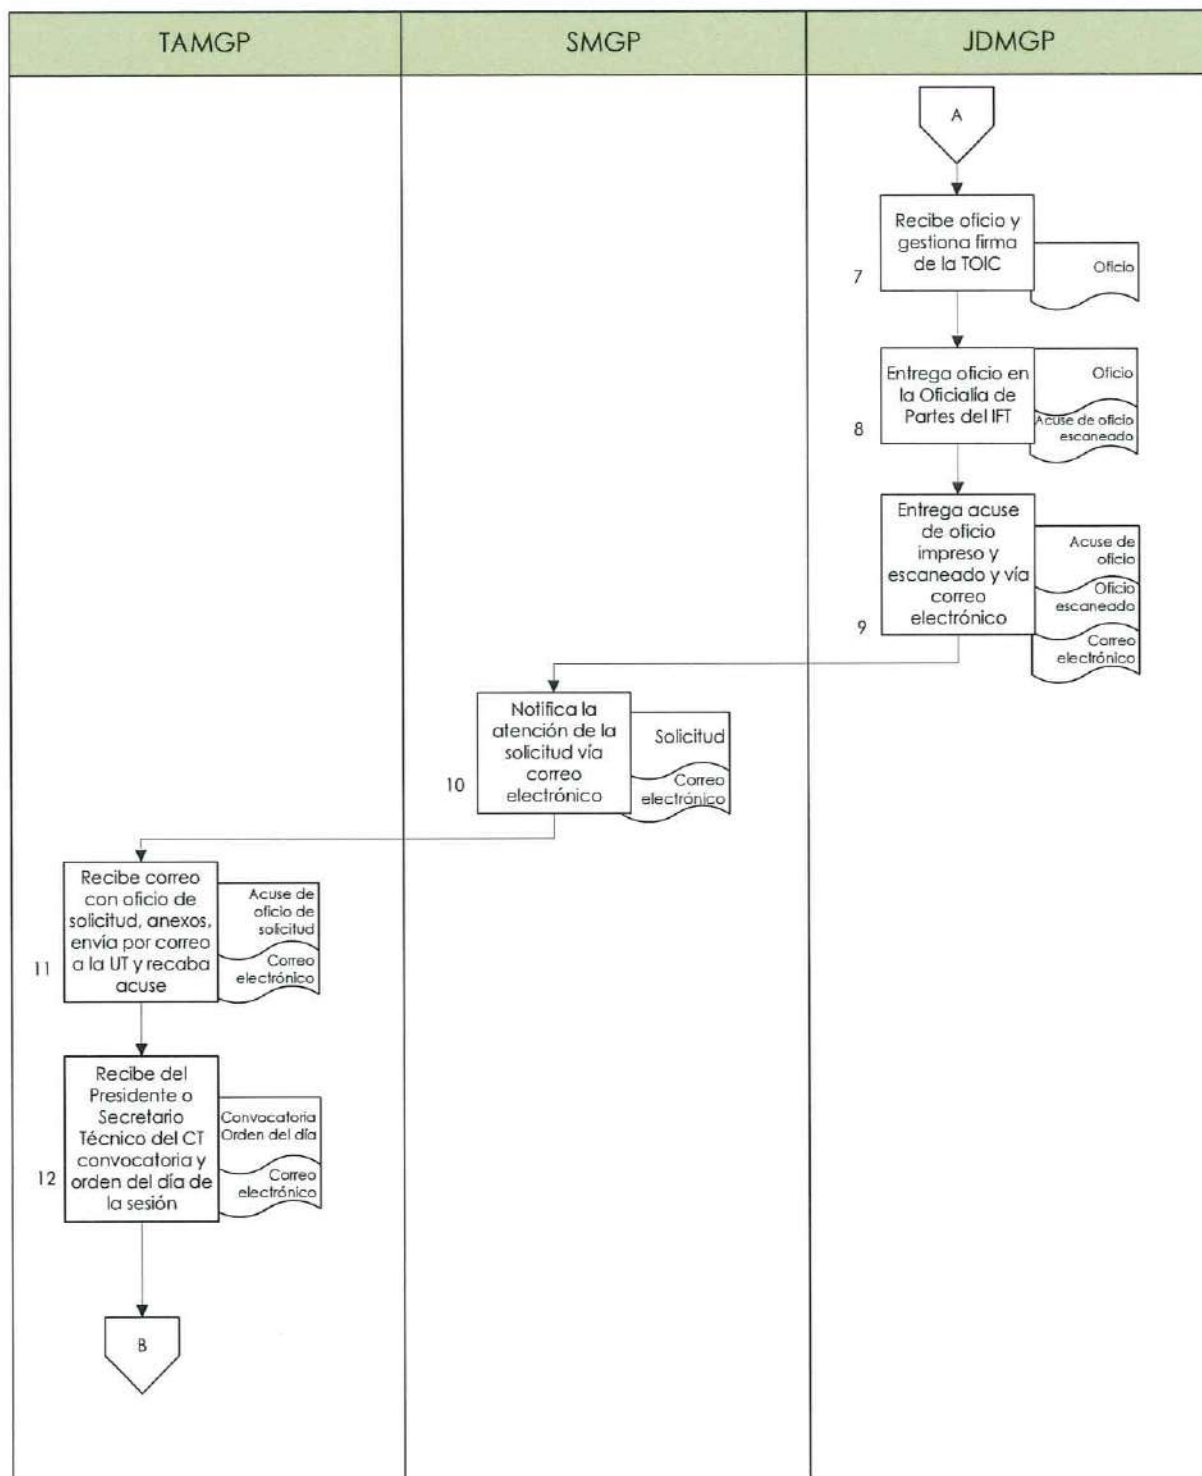 TAMGP
SMGP
JDMGP
A
Recibe oficio y
gestiona firma
de la TOIC
7
Oficio
Entrega oficio en
la Oficialía de
Partes del IFT
8
Oficio
Acuse de oficio
escaneado
Entrega acuse
de oficio
impreso y
escaneado y vía
correo
electrónico
9
Acuse de
oficio
Oficio
escaneado
Correo
electrónico
Notifica la
atención de la
solicitud vía
correo
electrónico
10
Solicitud
Correo
electrónico
Recibe correo
con oficio de
solicitud, anexos,
envía por correo
a la UT y recaba
acuse
11
Acuse de
oficio de
solicitud
Correo
electrónico
Recibe del
Presidente o
Secretario
Técnico del CT
convocatoria y
orden del día de
la sesión
12
Convocatoria
Orden del día
Correo
electrónico
B